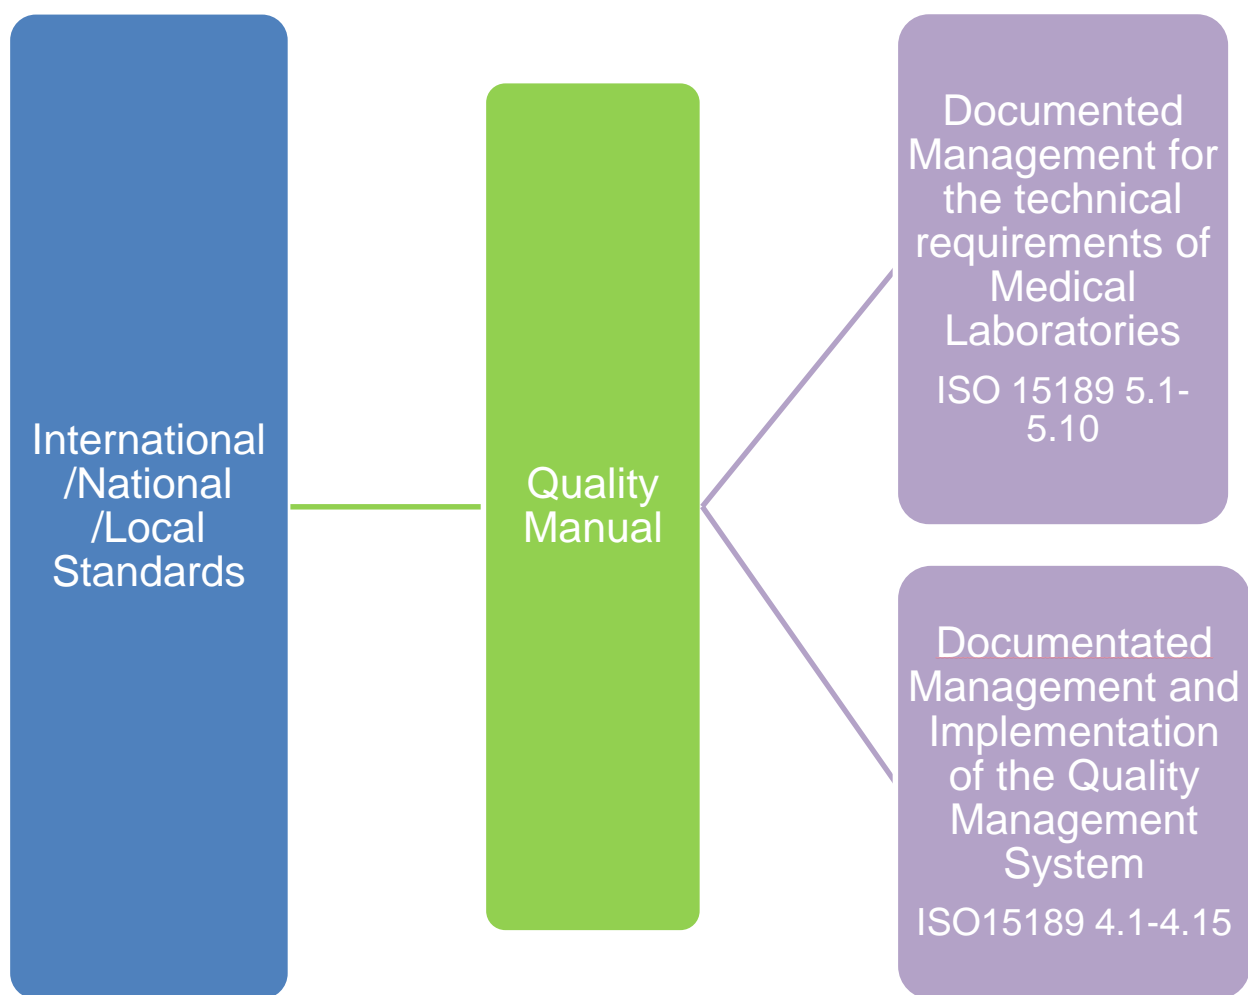 International
/National
/Local
Standards
Quality
Manual
Documented
Management for
the technical
requirements of
Medical
Laboratories
ISO 15189 5.1-
5.10
Documentated
Management and
Implementation
of the Quality
Management
System
ISO15189 4.1-4.15